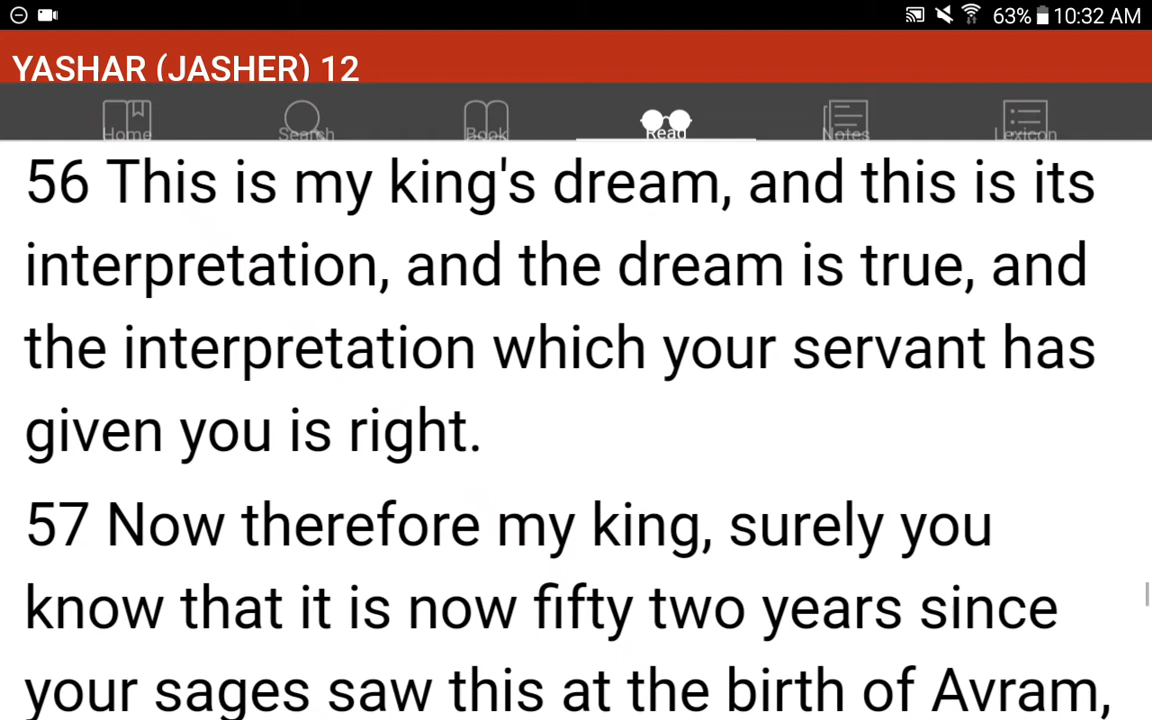 63% 10:32 AM
YASHAR (JASHER) 12
Home Search Book Read Notes Lexicon
56 This is my king's dream, and this is its
interpretation, and the dream is true, and
the interpretation which your servant has
given you is right.
57 Now therefore my king, surely you
know that it is now fifty two years since
your sages saw this at the birth of Avram,